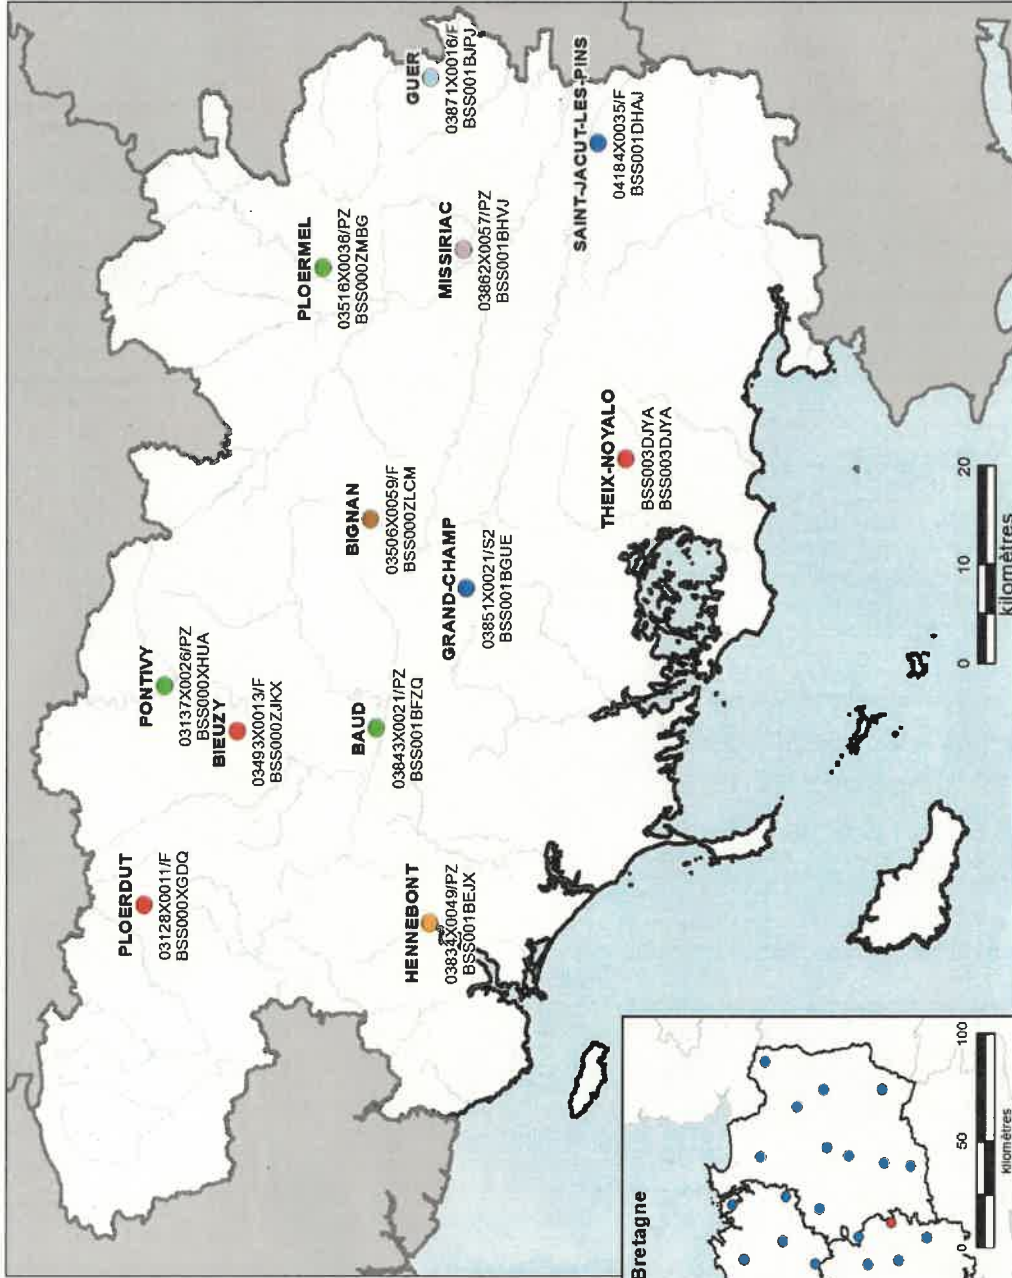 PLOERDUT
03128X0011/F
BSS000XGDQ
PONTIVY
03137X0026/PZ
BSS000XHUA
BIEUZY
03493X0013/F
BSS000ZJKX
PLOERMEL
03516X0036/PZ
BSS000ZMBG
GUER
03871X0016/F
BSS001BJPJ
BIGNAN
03506X0059/F
BSS000ZLCM
BAUD
03843X0021/PZ
BSS001BFZQ
HENNEBONT
03834X0049/PZ
BSS001BEJX
GRAND-CHAMP
03851X0021/S2
BSS001BGUE
MISSIRIAC
03862X0057/PZ
BSS001BHVJ
SAINT-JACUT-LES-PINS
04184X0035/F
BSS001DHAJ
THEIX-NOYALO
BSS003DJYA
BSS003DJYA
0 10 20
kilomètres
Bretagne
0 50 100
Kilomètres